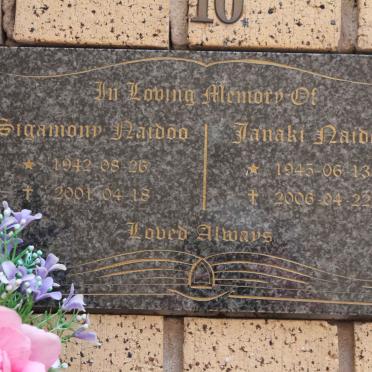 10
In Loving Memory Of
Sigamony Naidoo Janaki Naid
★ 1942-08-26 ★ 1945-06-13
✝ 2001-04-18 ✝ 2006-04-22
Loved Always